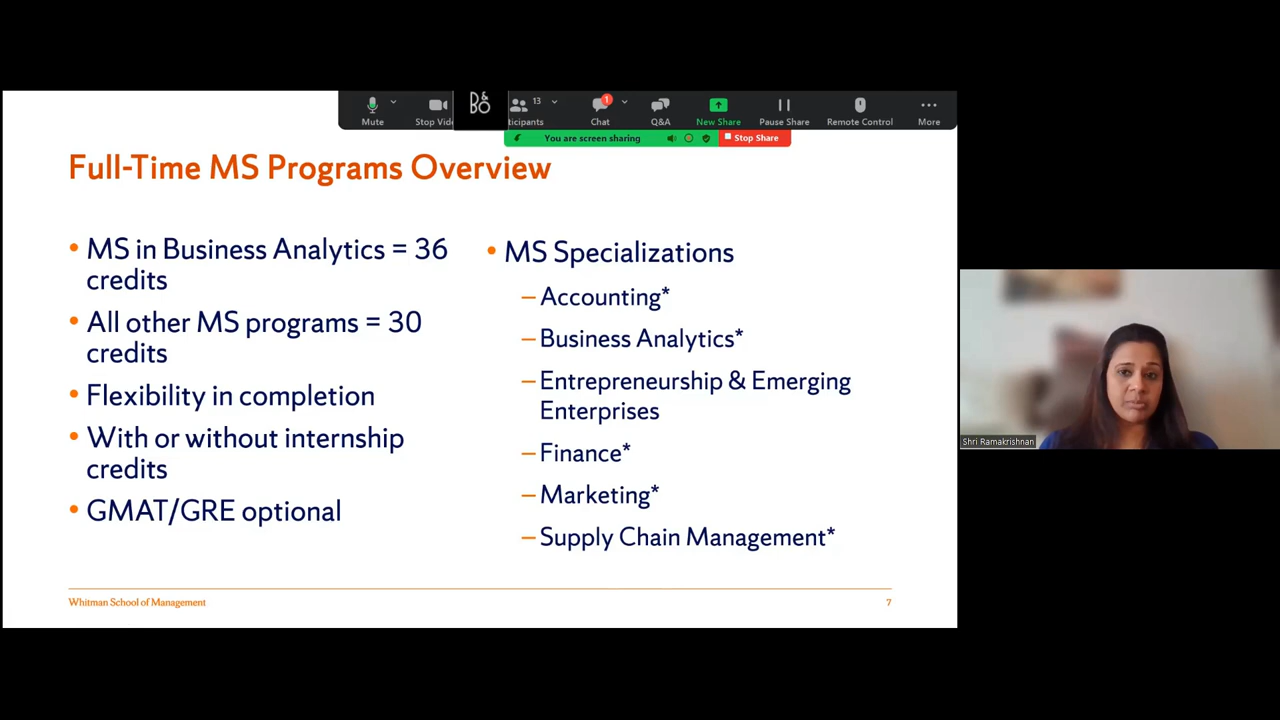 13
1
Mute
Stop Vid
ticipants
Chat
Q&A
New Share
Pause Share
Remote Control
More
B&O
You are screen sharing
Stop Share
Full-Time MS Programs Overview
• MS in Business Analytics = 36
credits
• All other MS programs = 30
credits
• Flexibility in completion
• With or without internship
credits
• GMAT/GRE optional
• MS Specializations
– Accounting*
– Business Analytics*
– Entrepreneurship & Emerging
Enterprises
– Finance*
– Marketing*
– Supply Chain Management*
Whitman School of Management
7
Shri Ramakrishnan